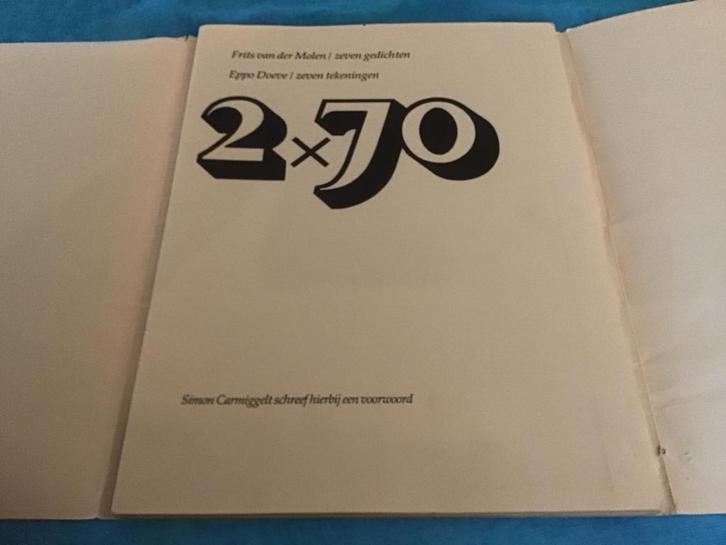 Frits van der Molen / zeven gedichten
Eppo Doeve / zeven tekeningen
2×70
Simon Carmiggelt schreef hierbij een voorwoord